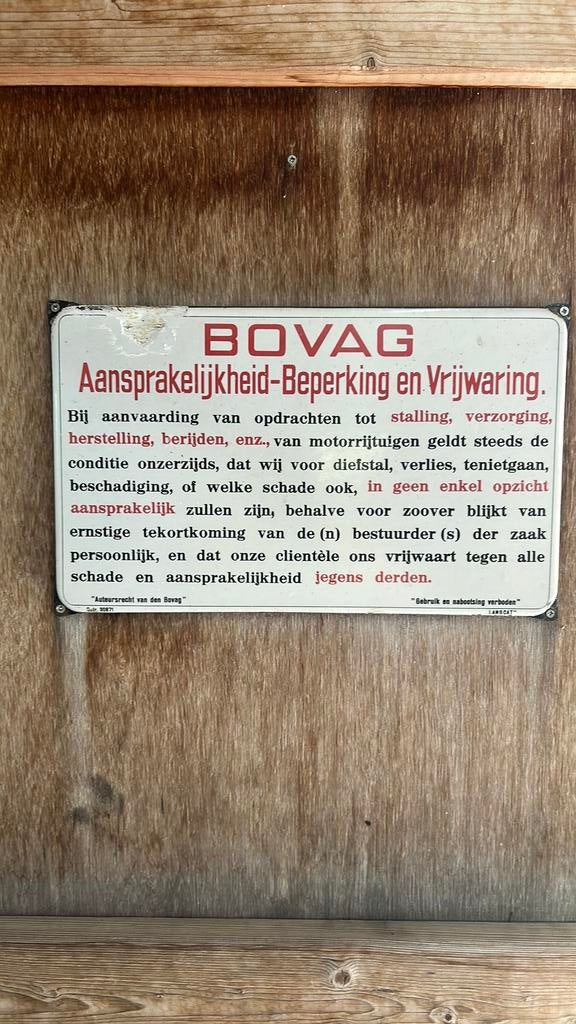 BOVAG
Aansprakelijkheid-Beperking en Vrijwaring.
Bij aanvaarding van opdrachten tot stalling, verzorging,
herstelling, berijden, enz., van motorrijtuigen geldt steeds de
conditie onzerzijds, dat wij voor diefstal, verlies, tenietgaan,
beschadiging, of welke schade ook, in geen enkel opzicht
aansprakelijk zullen zijn, behalve voor zoover blijkt van
ernstige tekortkoming van de (n) bestuurder (s) der zaak
persoonlijk, en dat onze clientèle ons vrijwaart tegen alle
schade en aansprakelijkheid jegens derden.
"Auteursrecht van den Bovag" "Gebruik en nabootsing verboden"